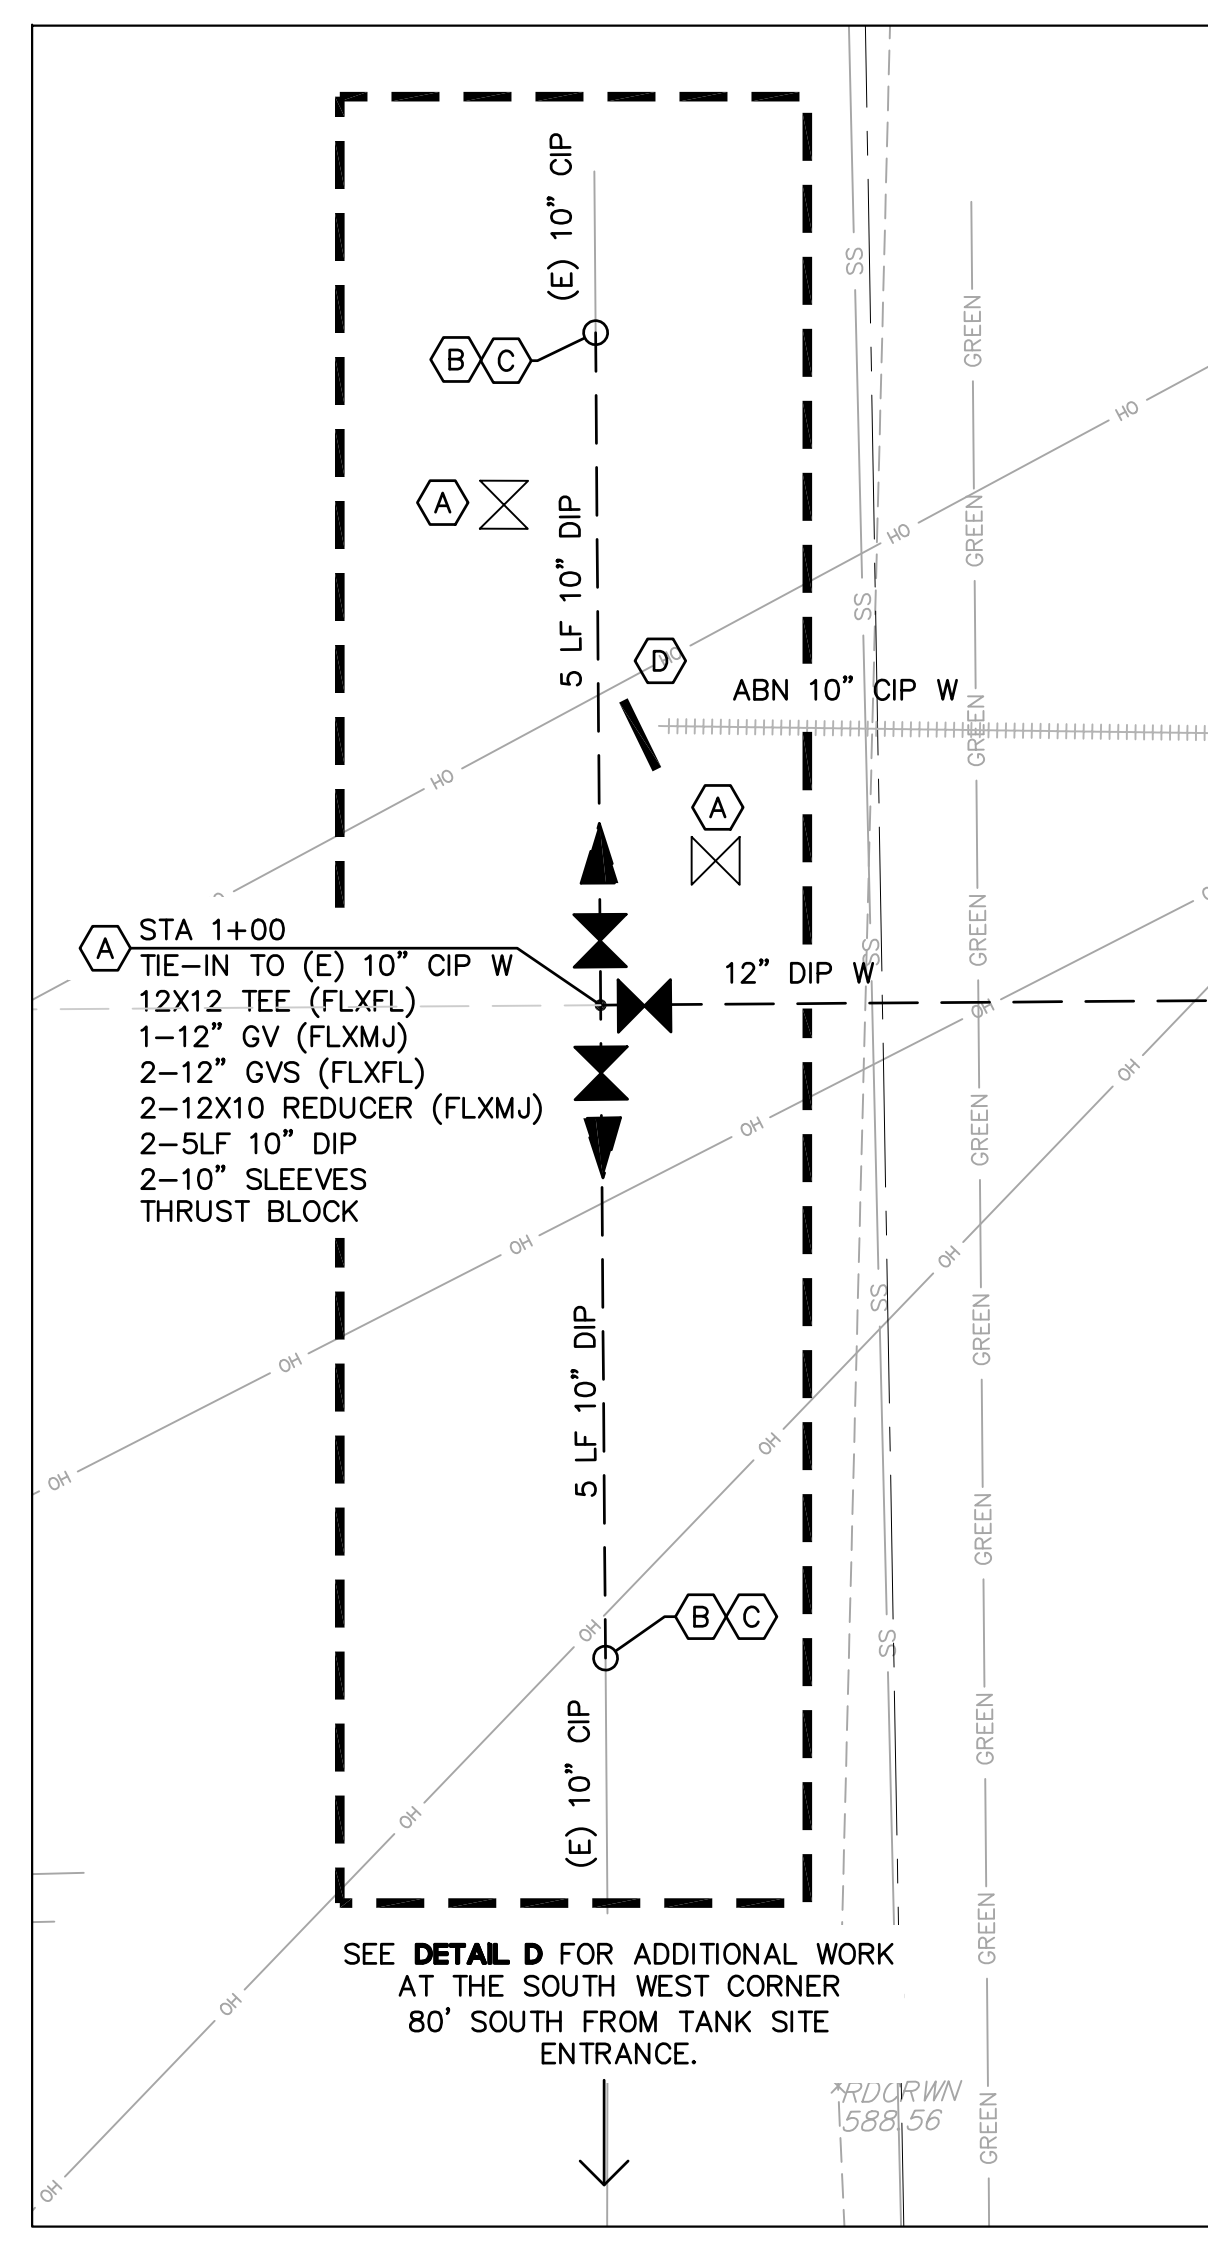 (E) 10” CIP
SS
GREEN
B C
OH
A
5 LF 10” DIP
GREEN
OH
SS
D
OH
ABN 10” CIP W
GREEN
OH
A
STA 1+00
A
TIE-IN TO (E) 10” CIP W
12X12 TEE (FLXFL)
1-12” GV (FLXMJ)
2-12” GVS (FLXFL)
2-12X10 REDUCER (FLXMJ)
2-5LF 10” DIP
2-10” SLEEVES
THRUST BLOCK
12” DIP W
SS
GREEN
OH
OH
OH
GREEN
OH
OH
SS
GREEN
OH
5 LF 10” DIP
OH
OH
GREEN
B C
OH
SS
(E) 10” CIP
GREEN
OH
GREEN
SEE DETAIL D FOR ADDITIONAL WORK
AT THE SOUTH WEST CORNER
80’ SOUTH FROM TANK SITE
ENTRANCE.
OH
RDCRWN
588.56
GREEN
OH